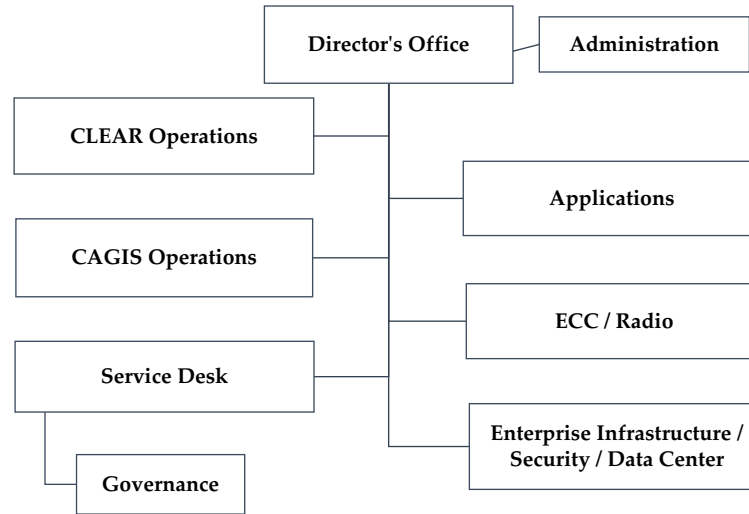 Director's Office
Administration
CLEAR Operations
Applications
CAGIS Operations
ECC / Radio
Service Desk
Enterprise Infrastructure /
Security / Data Center
Governance